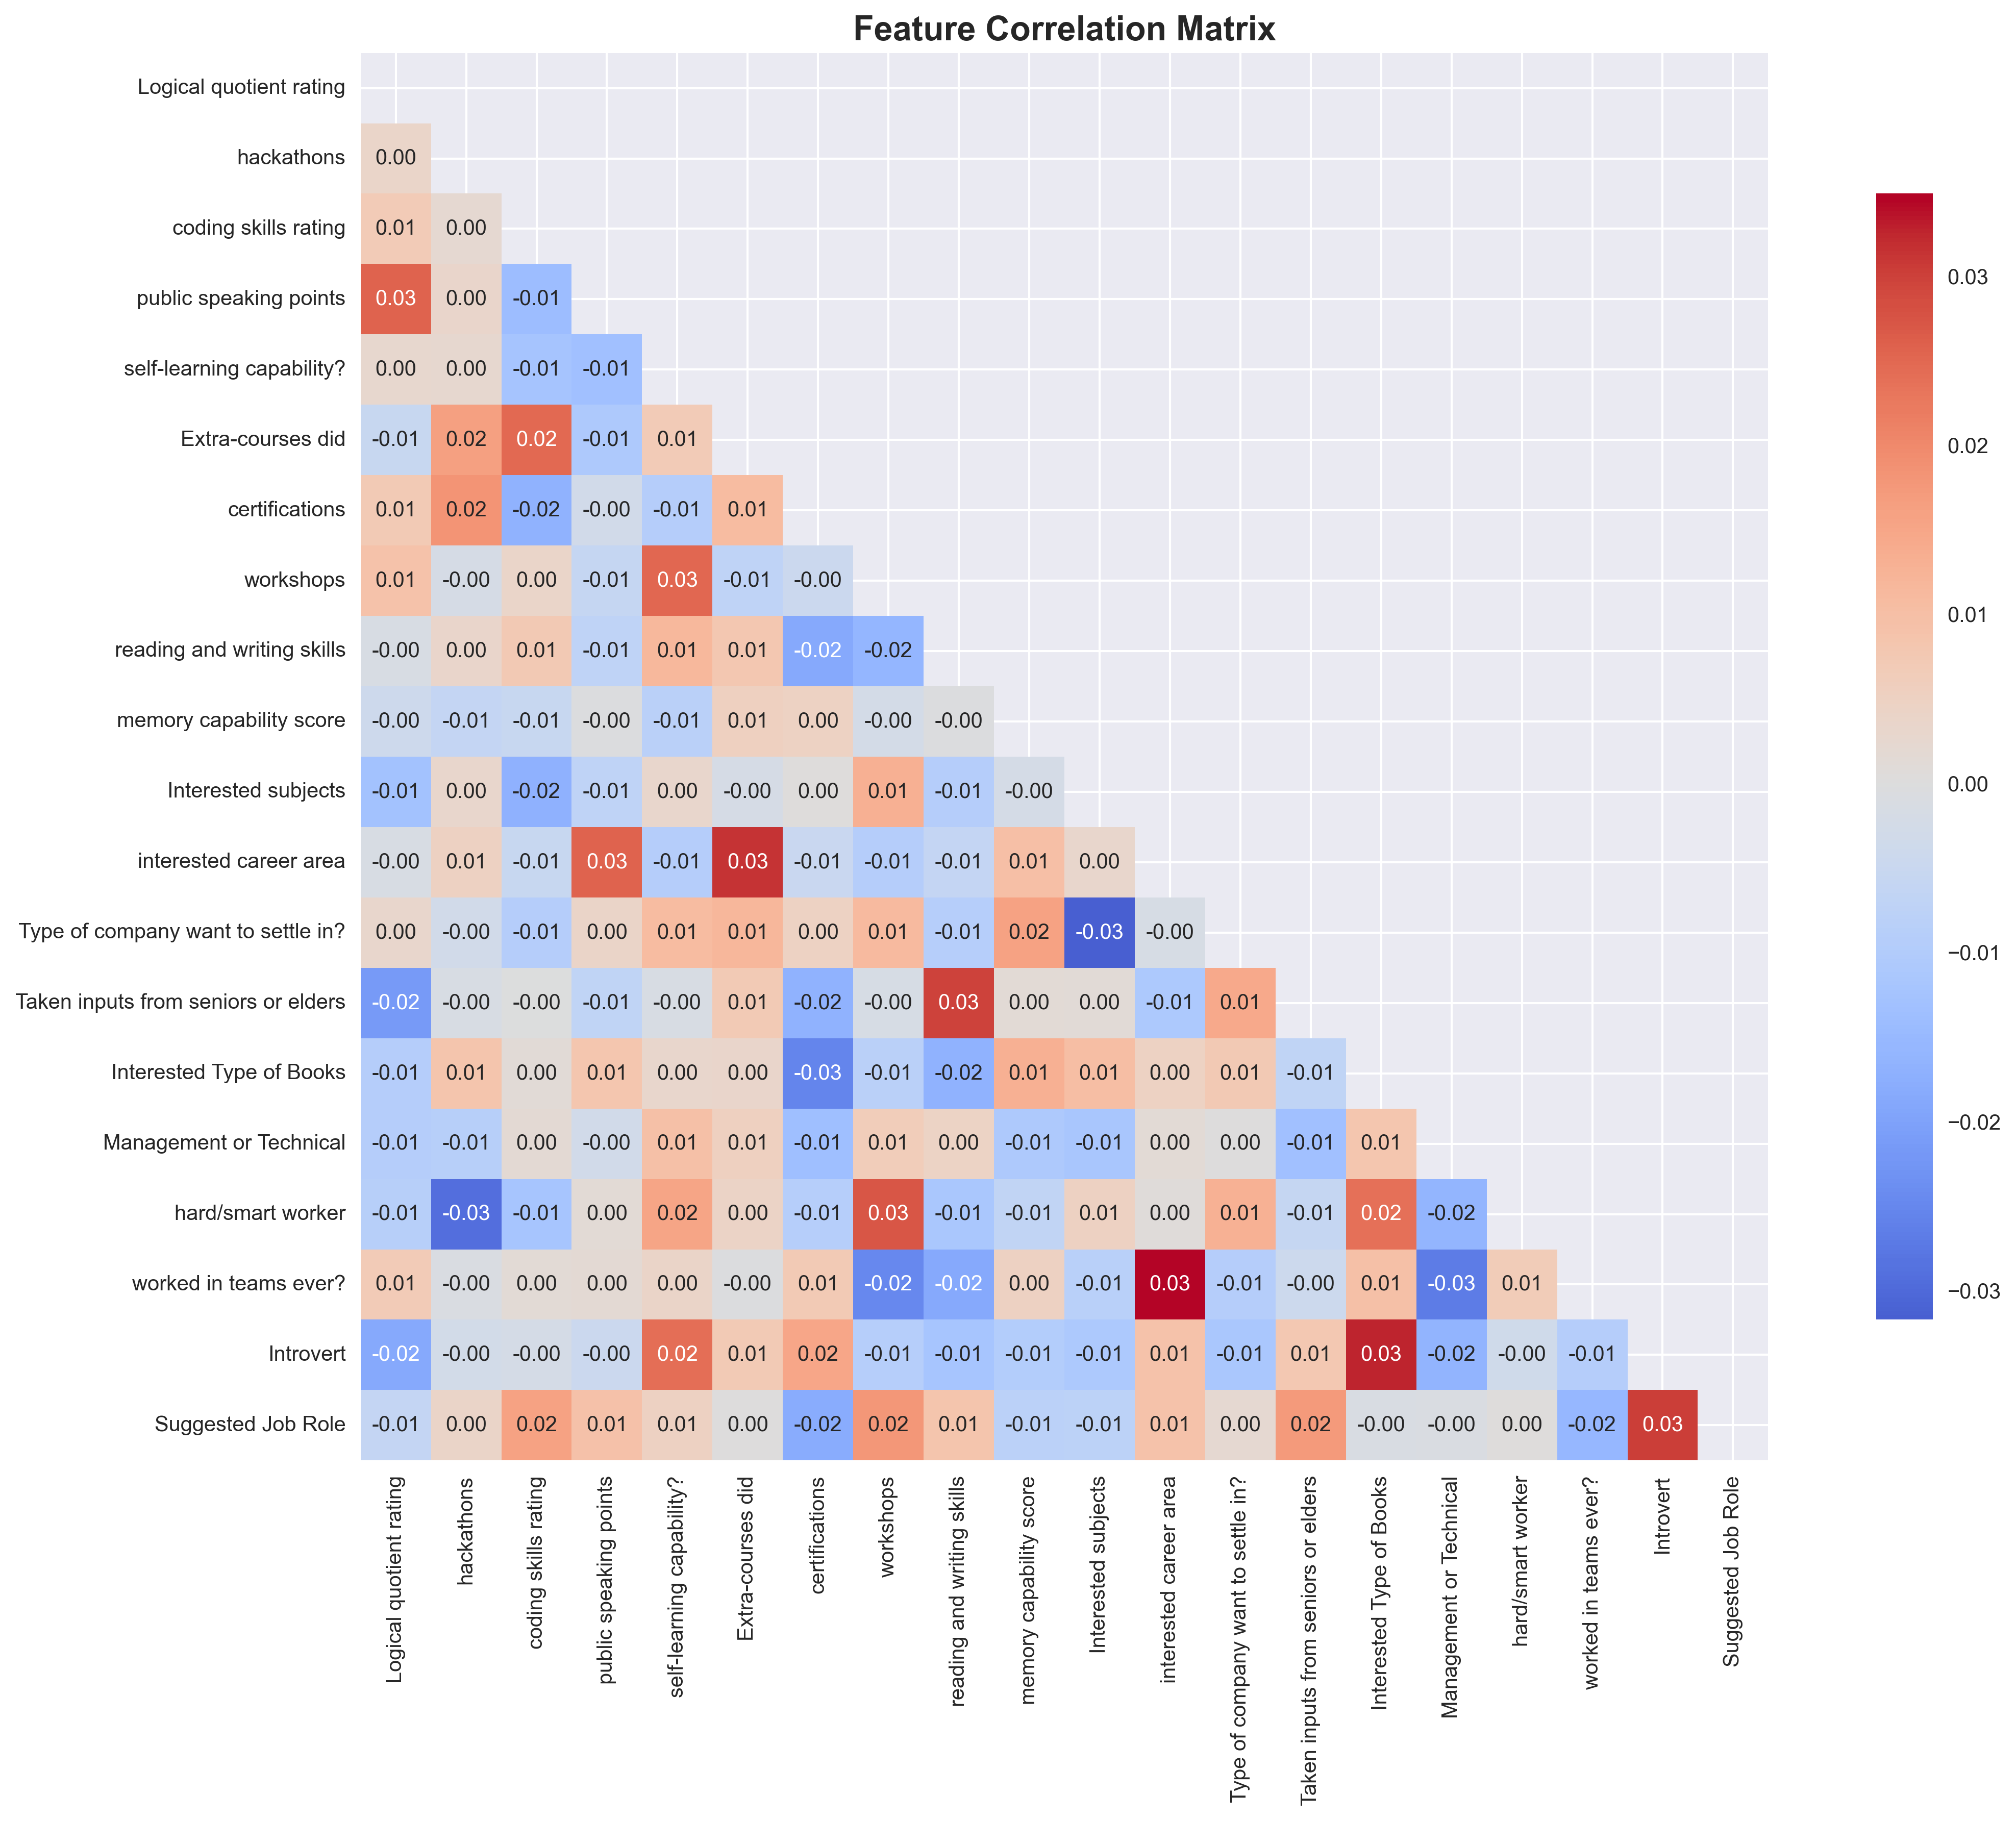 Feature Correlation Matrix
Logical quotient rating
hackathons 0.00
coding skills rating 0.01 0.00
public speaking points 0.03 0.00 -0.01
self-learning capability? 0.00 0.00 -0.01 -0.01
Extra-courses did -0.01 0.02 0.02 -0.01 0.01
certifications 0.01 0.02 -0.02 -0.00 -0.01 0.01
workshops 0.01 -0.00 0.00 -0.01 0.03 -0.01 -0.00
reading and writing skills -0.00 0.00 0.01 -0.01 0.01 0.01 -0.02 -0.02
memory capability score -0.00 -0.01 -0.01 -0.00 -0.01 0.01 0.00 -0.00 -0.00
Interested subjects -0.01 0.00 -0.02 -0.01 0.00 -0.00 0.00 0.01 -0.01 -0.00
interested career area -0.00 0.01 -0.01 0.03 -0.01 0.03 -0.01 -0.01 -0.01 0.01 0.00
Type of company want to settle in? 0.00 -0.00 -0.01 0.00 0.01 0.01 0.00 0.01 -0.01 0.02 -0.03 -0.00
Taken inputs from seniors or elders -0.02 -0.00 -0.00 -0.01 -0.00 0.01 -0.02 -0.00 0.03 0.00 0.00 -0.01 0.01
Interested Type of Books -0.01 0.01 0.00 0.01 0.00 0.00 -0.03 -0.01 -0.02 0.01 0.01 0.00 0.01 -0.01
Management or Technical -0.01 -0.01 0.00 -0.00 0.01 0.01 -0.01 0.01 0.00 -0.01 -0.01 0.00 0.00 -0.01 0.01
hard/smart worker -0.01 -0.03 -0.01 0.00 0.02 0.00 -0.01 0.03 -0.01 -0.01 0.01 0.00 0.01 -0.01 0.02 -0.02
worked in teams ever? 0.01 -0.00 0.00 0.00 0.00 -0.00 0.01 -0.02 -0.02 0.00 -0.01 0.03 -0.01 -0.00 0.01 -0.03 0.01
Introvert -0.02 -0.00 -0.00 -0.00 0.02 0.01 0.02 -0.01 -0.01 -0.01 -0.01 0.01 -0.01 0.01 0.03 -0.02 -0.00 -0.01
Suggested Job Role -0.01 0.00 0.02 0.01 0.01 0.00 -0.02 0.02 0.01 -0.01 -0.01 0.01 0.00 0.02 -0.00 -0.00 0.00 -0.02 0.03
Logical quotient rating
hackathons
coding skills rating
public speaking points
self-learning capability?
Extra-courses did
certifications
workshops
reading and writing skills
memory capability score
Interested subjects
interested career area
Type of company want to settle in?
Taken inputs from seniors or elders
Interested Type of Books
Management or Technical
hard/smart worker
worked in teams ever?
Introvert
Suggested Job Role
0.03
0.02
0.01
0.00
−0.01
−0.02
−0.03